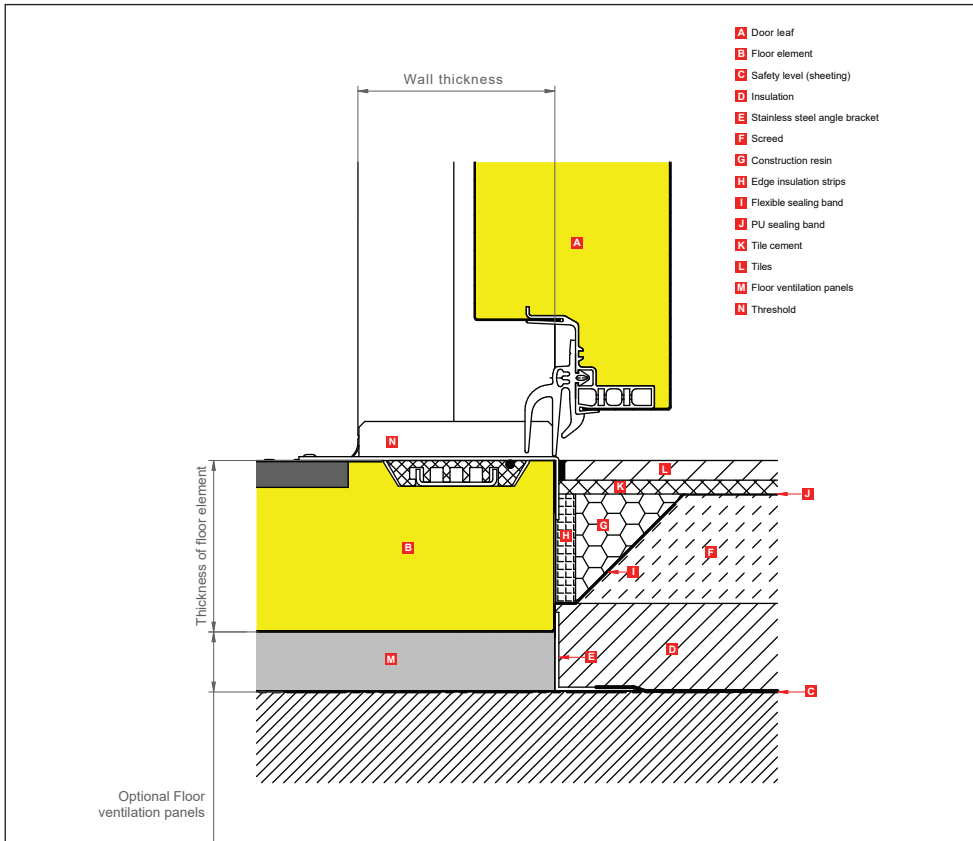 Wall thickness
A Door leaf
B Floor element
C Safety level (sheeting)
D Insulation
E Stainless steel angle bracket
F Screed
G Construction resin
H Edge insulation strips
I Flexible sealing band
J PU sealing band
K Tile cement
L Tiles
M Floor ventilation panels
N Threshold
A
N
L
K
J
G
H
F
B
I
Thickness of floor element
D
E
M
C
Optional Floor
ventilation panels